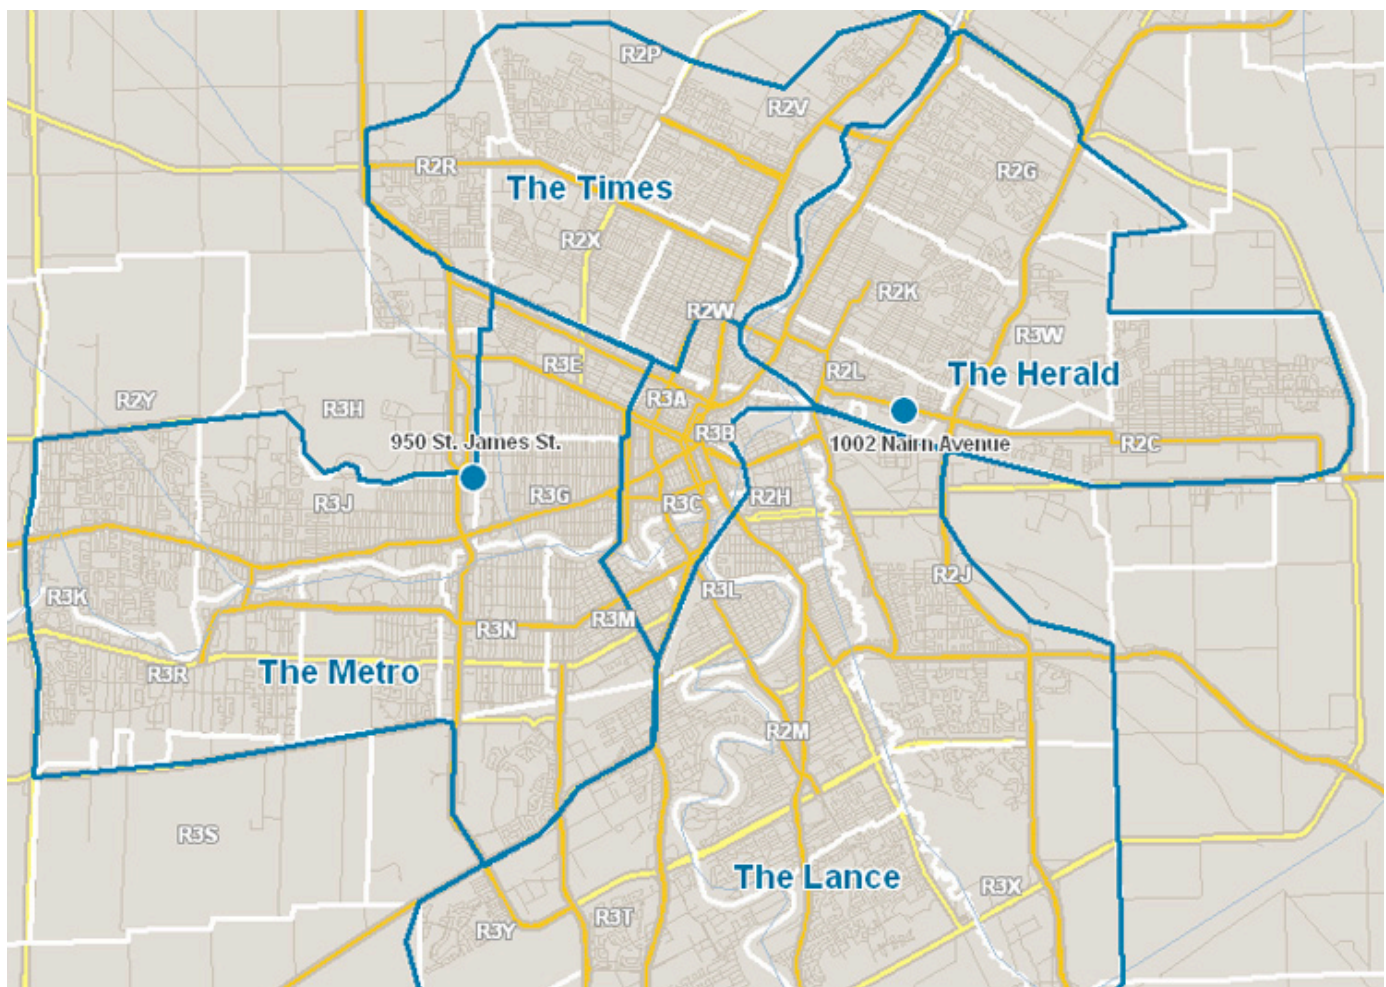 R2P
R2V
R2R
R2G
The Times
R2X
R2K
R2W
R3W
R3E
R2L
The Herald
R3A
R2Y
R3H
R3B
950 St. James St.
1002 Nairn Avenue
R2C
R3J
R3G
R3C
R2H
R2J
R3L
R3K
R3M
R3N
R3R
The Metro
R2M
R3S
The Lance
R3X
R3T
R3Y